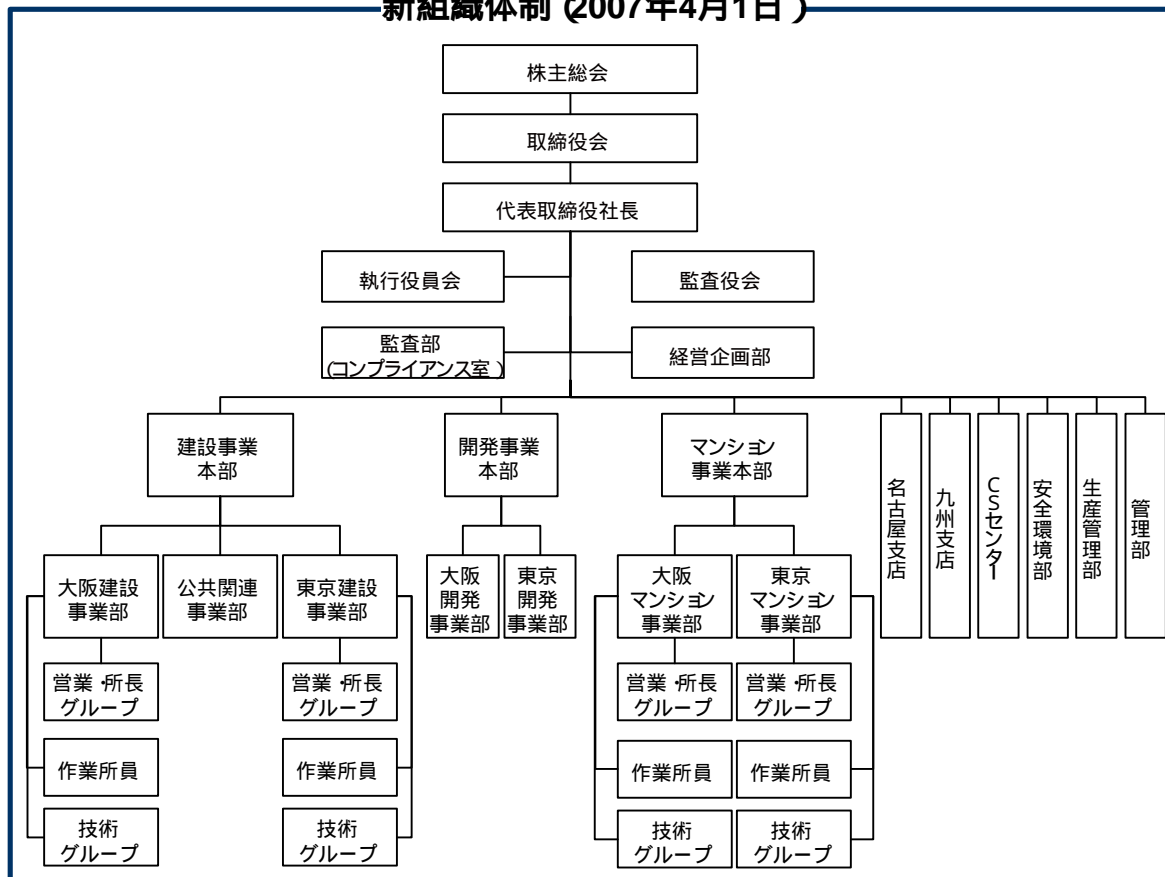 新組織体制 (2007年4月1日)
株主総会
取締役会
代表取締役社長
執行役員会
監査役会
監査部
(コンプライアンス室)
経営企画部
建設事業
本部
開発事業
本部
マンション
事業本部
名古屋支店
九州支店
CSセンター
安全環境部
生産管理部
管理部
大阪建設
事業部
公共関連
事業部
東京建設
事業部
大阪
開発
事業部
東京
開発
事業部
大阪
マンション
事業部
東京
マンション
事業部
営業・所長
グループ
営業・所長
グループ
営業・所長
グループ
営業・所長
グループ
作業所員
作業所員
作業所員
作業所員
技術
グループ
技術
グループ
技術
グループ
技術
グループ